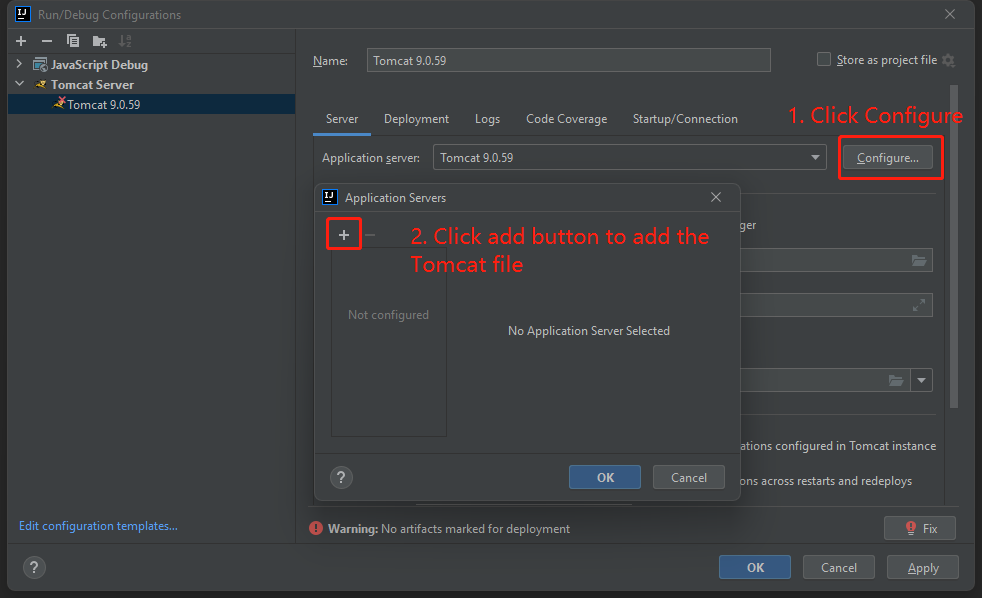 Run/Debug Configurations
JavaScript Debug
Tomcat Server
Tomcat 9.0.59
Name:
Tomcat 9.0.59
Store as project file
Server
Deployment
Logs
Code Coverage
Startup/Connection
1. Click Configure
Application server:
Tomcat 9.0.59
Configure...
Application Servers
ger
2. Click add button to add the
Tomcat file
Not configured
No Application Server Selected
ations configured in Tomcat instance
ons across restarts and redeploys
?
OK
Cancel
Edit configuration templates...
Warning: No artifacts marked for deployment
Fix
?
OK
Cancel
Apply